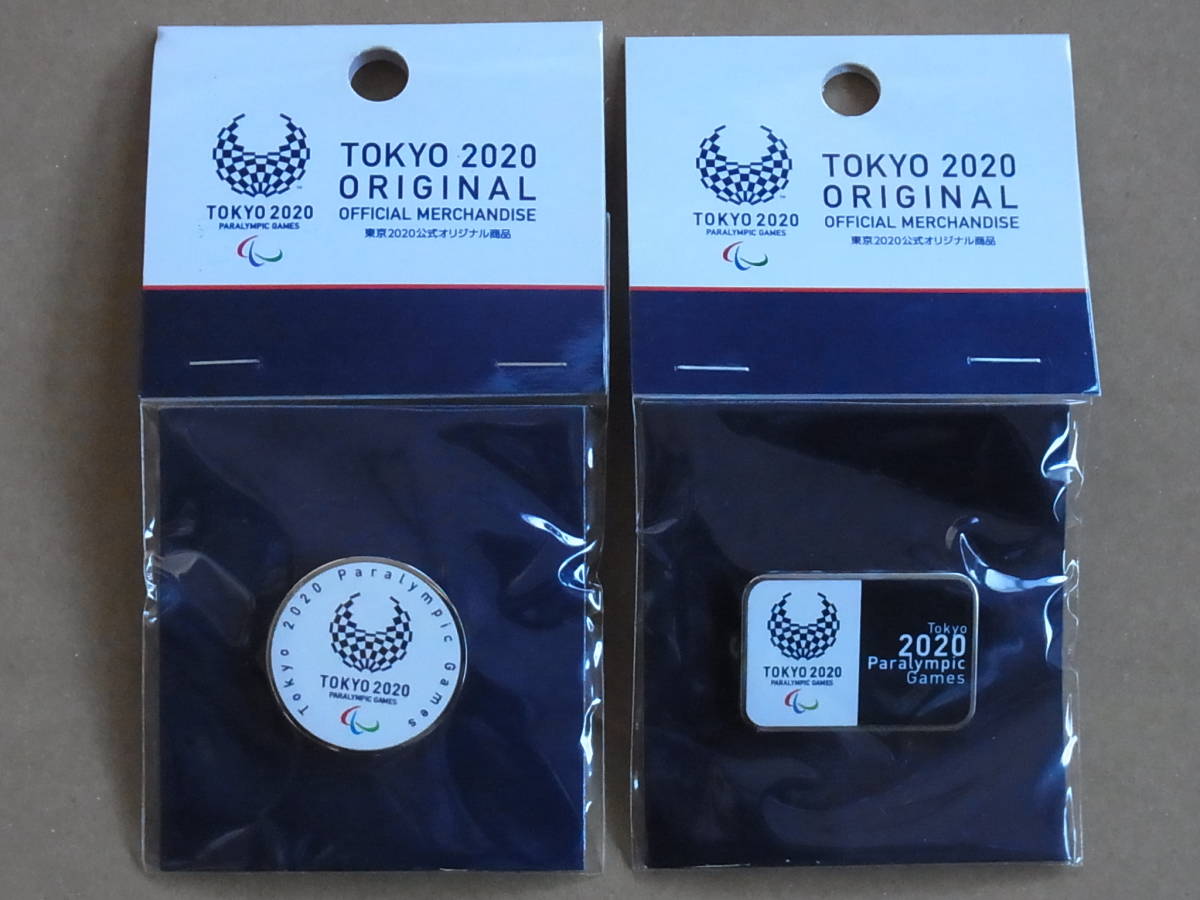 TOKYO 2020
PARALYMPIC GAMES
TOKYO 2020
ORIGINAL
OFFICIAL MERCHANDISE
東京2020公式オリジナル商品
TOKYO 2020
PARALYMPIC GAMES
TOKYO 2020
ORIGINAL
OFFICIAL MERCHANDISE
東京2020公式オリジナル商品
Tokyo 2020 Paralympic Games
TOKYO 2020
PARALYMPIC GAMES
TOKYO 2020
PARALYMPIC GAMES
Tokyo
2020
Paralympic
Games